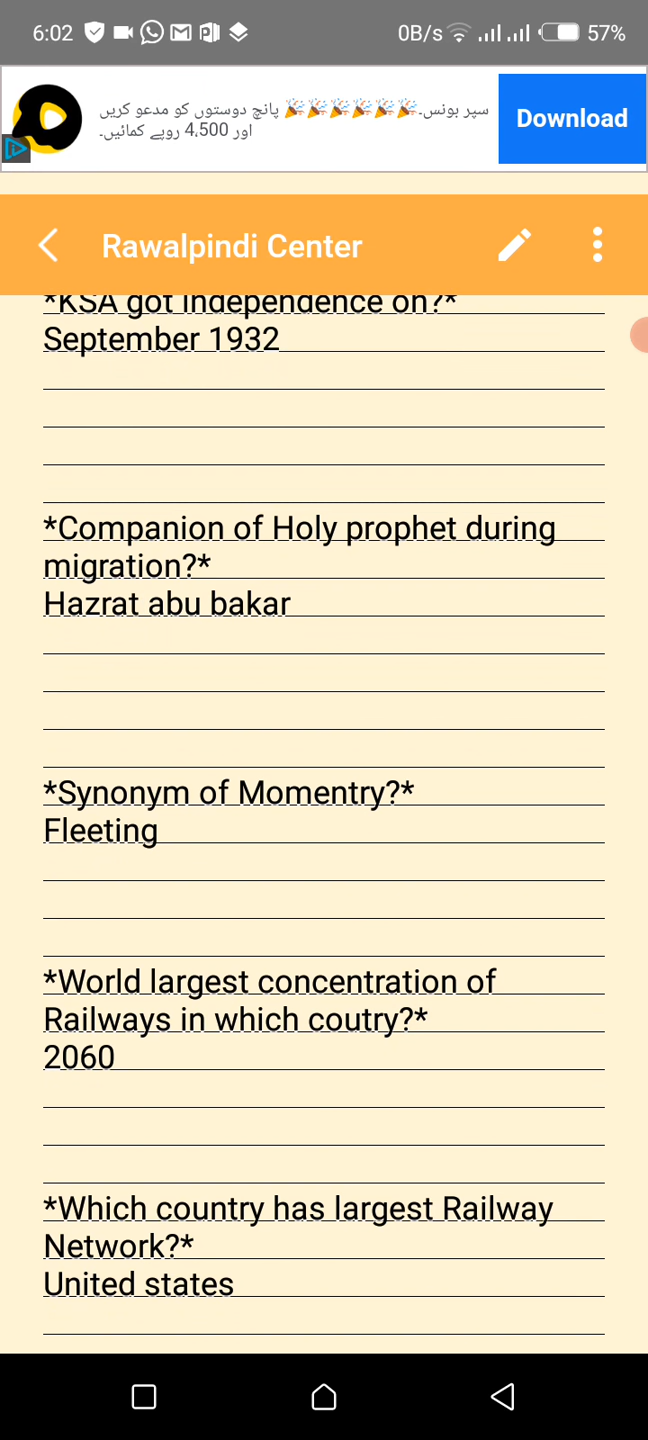 6:02
0B/s
57%
سپر بونس۔🎉🎉🎉🎉🎉🎉 پانچ دوستوں کو مدعو کریں
اور 4,500 روپے کمائیں۔
Download
Rawalpindi Center
*KSA got Independence on?*
September 1932
*Companion of Holy prophet during
migration?*
Hazrat abu bakar
*Synonym of Momentry?*
Fleeting
*World largest concentration of
Railways in which coutry?*
2060
*Which country has largest Railway
Network?*
United states